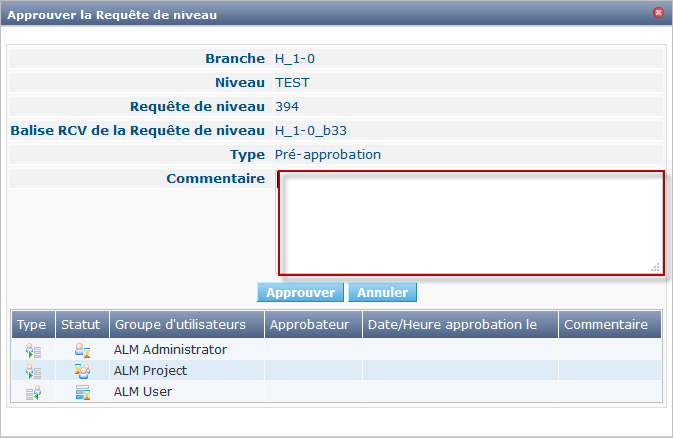 Approuver la Requête de niveau
Branche H_1-0
Niveau TEST
Requête de niveau 394
Balise RCV de la Requête de niveau H_1-0_b33
Type Pré-approbation
Commentaire
Approuver Annuler
Type Statut Groupe d'utilisateurs Approbateur Date/Heure approbation le Commentaire
ALM Administrator
ALM Project
ALM User